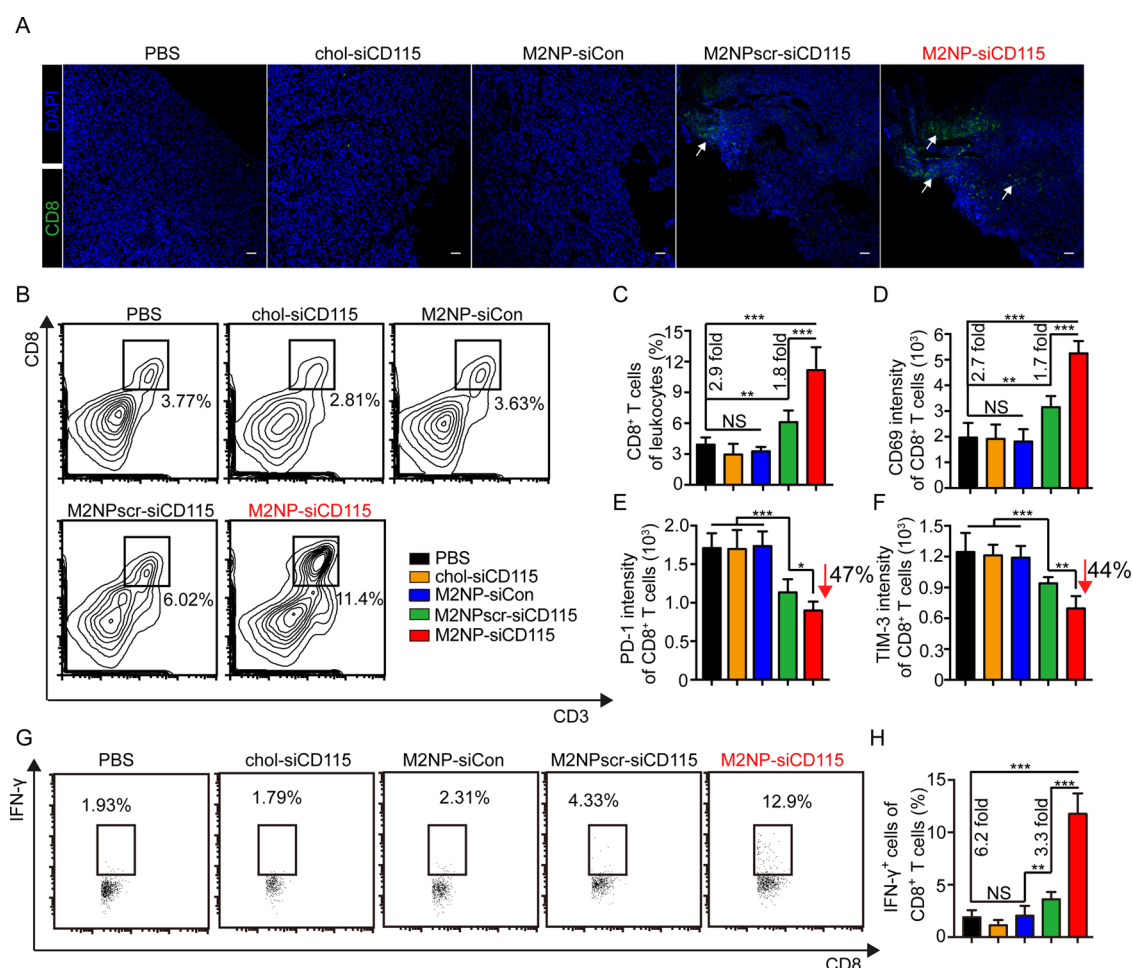 A
PBS chol-siCD115 M2NP-siCon M2NPscr-siCD115 M2NP-siCD115
DAPI
CD8
B
CD8
PBS chol-siCD115 M2NP-siCon
3.77% 2.81% 3.63%
M2NPscr-siCD115 M2NP-siCD115
6.02% 11.4%
CD3
PBS
chol-siCD115
M2NP-siCon
M2NPscr-siCD115
M2NP-siCD115
C
CD8⁺ T cells
of leukocytes (%)
15
12
9
6
3
0
2.9 fold
1.8 fold
***
***
**
NS
D
CD69 intensity
of CD8⁺ T cells (10³)
6
5
3
2
0
2.7 fold
1.7 fold
***
***
**
NS
E
PD-1 intensity
of CD8⁺ T cells (10³)
2.0
1.5
1.0
0.5
0
***
*
47%
F
TIM-3 intensity
of CD8⁺ T cells (10³)
1.5
1.2
0.9
0.6
0.3
0
***
**
44%
G
IFN-γ
PBS chol-siCD115 M2NP-siCon M2NPscr-siCD115 M2NP-siCD115
1.93% 1.79% 2.31% 4.33% 12.9%
CD8
H
IFN-γ⁺ cells of
CD8⁺ T cells (%)
15
10
5
0
6.2 fold
3.3 fold
***
***
**
NS